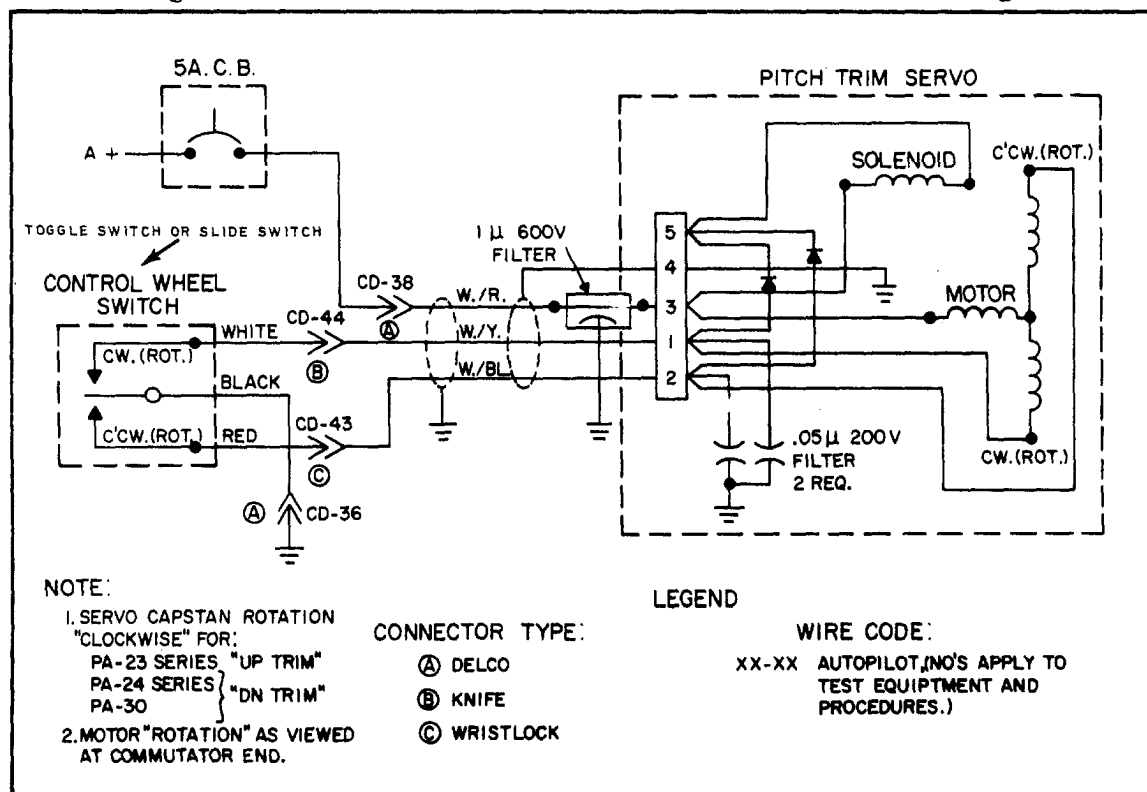 5A. C. B.
A +
TOGGLE SWITCH OR SLIDE SWITCH
CONTROL WHEEL
SWITCH
CW. (ROT.)
C'CW. (ROT.)
WHITE
BLACK
RED
CD-38
A
CD-44
B
CD-43
C
A CD-36
W./R.
W./Y.
W./BL
1 µ 600V
FILTER
PITCH TRIM SERVO
5
4
3
1
2
SOLENOID
C'CW. (ROT.)
MOTOR
CW. (ROT.)
.05µ 200V
FILTER
2 REQ.
NOTE:
1. SERVO CAPSTAN ROTATION
"CLOCKWISE" FOR:
PA-23 SERIES "UP TRIM"
PA-24 SERIES } "DN TRIM"
PA-30
2. MOTOR "ROTATION" AS VIEWED
AT COMMUTATOR END.
CONNECTOR TYPE:
A DELCO
B KNIFE
C WRISTLOCK
LEGEND
WIRE CODE:
XX-XX AUTOPILOT,(NO'S APPLY TO
TEST EQUIPTMENT AND
PROCEDURES.)